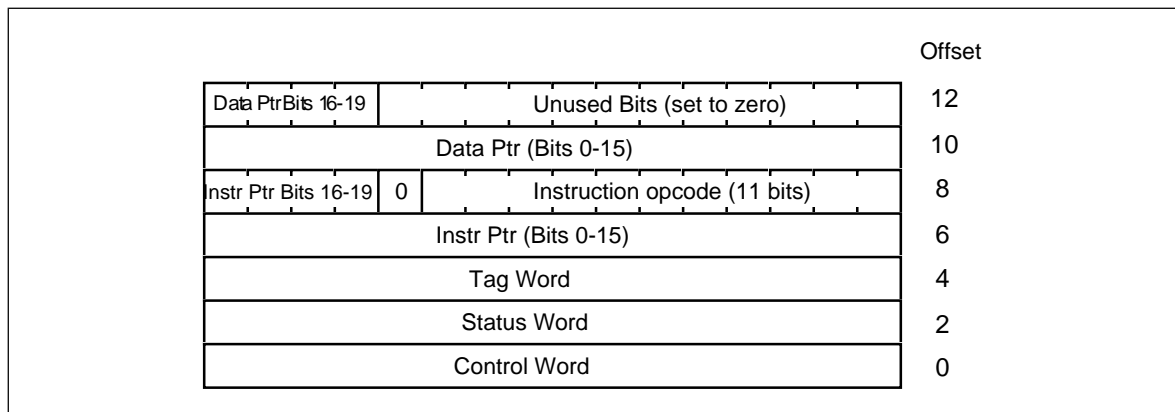 Offset
Data PtrBits 16-19 Unused Bits (set to zero) 12
Data Ptr (Bits 0-15) 10
Instr Ptr Bits 16-19 0 Instruction opcode (11 bits) 8
Instr Ptr (Bits 0-15) 6
Tag Word 4
Status Word 2
Control Word 0